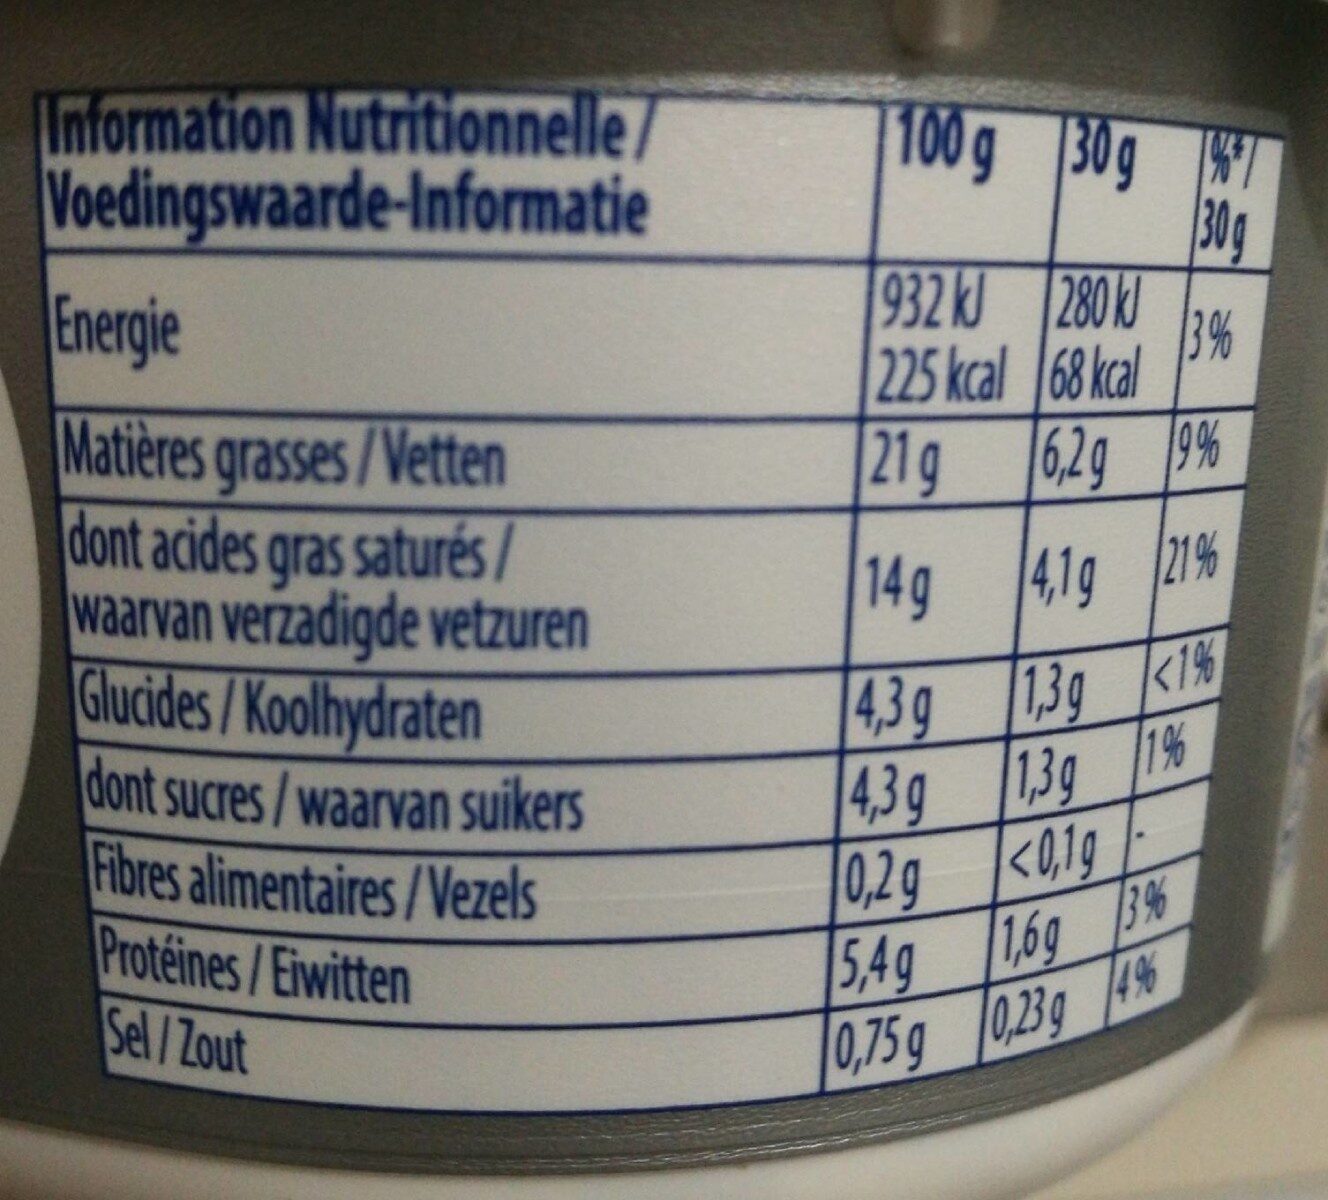 Information Nutritionnelle / 100 g 30 g %*/
Voedingswaarde-Informatie 30 g
Energie 932 kJ 280 kJ 3 %
225 kcal 68 kcal
Matières grasses / Vetten 21 g 6,2 g 9 %
dont acides gras saturés / 14 g 4,1 g 21 %
waarvan verzadigde vetzuren
Glucides / Koolhydraten 4,3 g 1,3 g <1 %
dont sucres / waarvan suikers 4,3 g 1,3 g 1 %
Fibres alimentaires / Vezels 0,2 g <0,1 g -
Protéines / Eiwitten 5,4 g 1,6 g 3 %
Sel / Zout 0,75 g 0,23 g 4 %